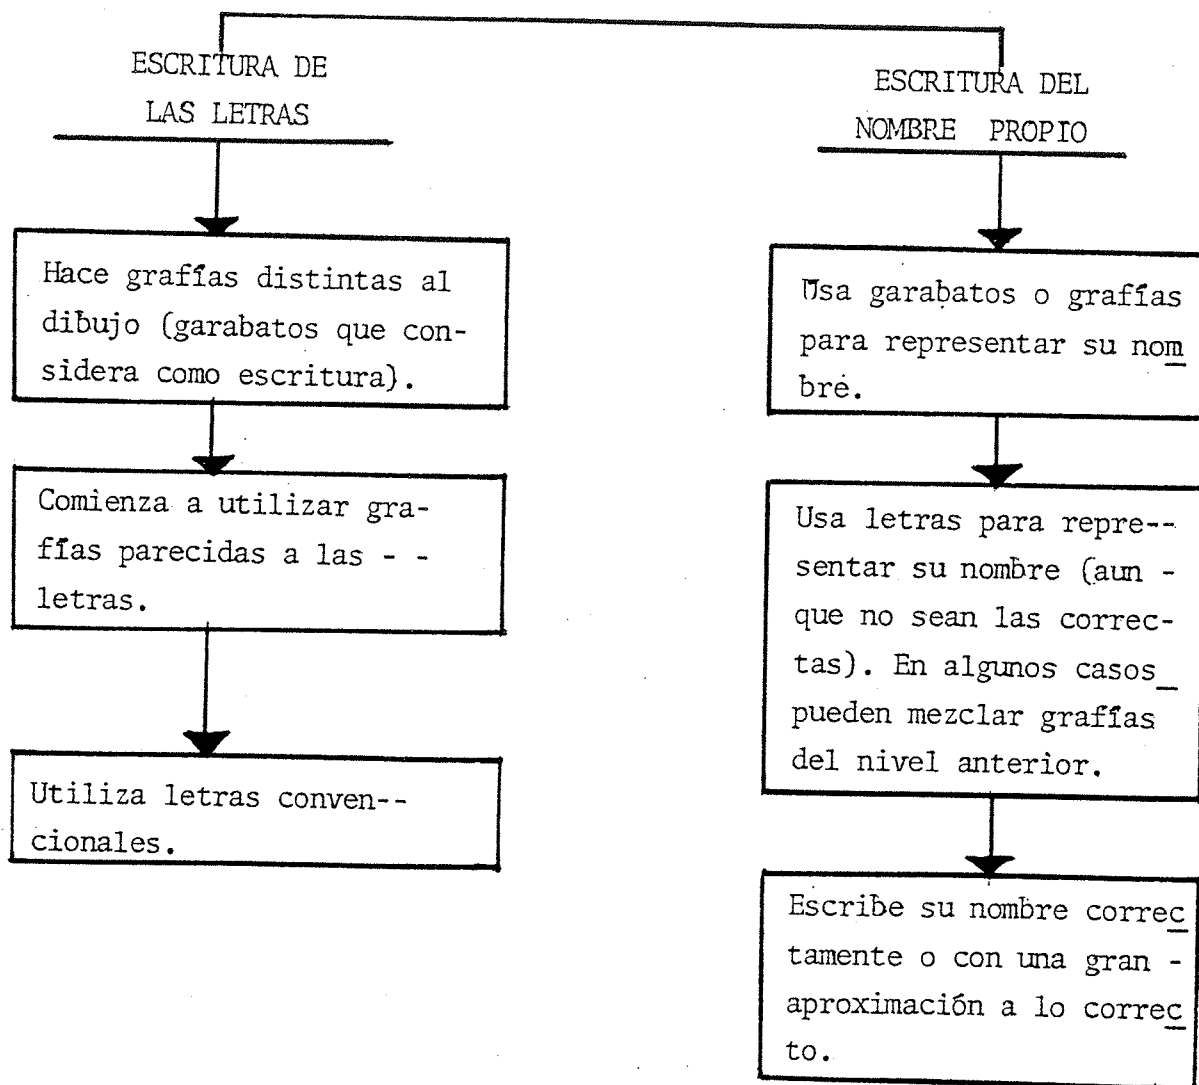 ESCRITURA DE
LAS LETRAS
Hace grafías distintas al
dibujo (garabatos que con-
sidera como escritura).
Comienza a utilizar gra-
fías parecidas a las - -
letras.
Utiliza letras conven--
cionales.
ESCRITURA DEL
NOMBRE PROPIO
Usa garabatos o grafías
para representar su nom
bre.
Usa letras para repre--
sentar su nombre (aun -
que no sean las correc-
tas). En algunos casos
pueden mezclar grafías
del nivel anterior.
Escribe su nombre correc
tamente o con una gran -
aproximación a lo correc
to.